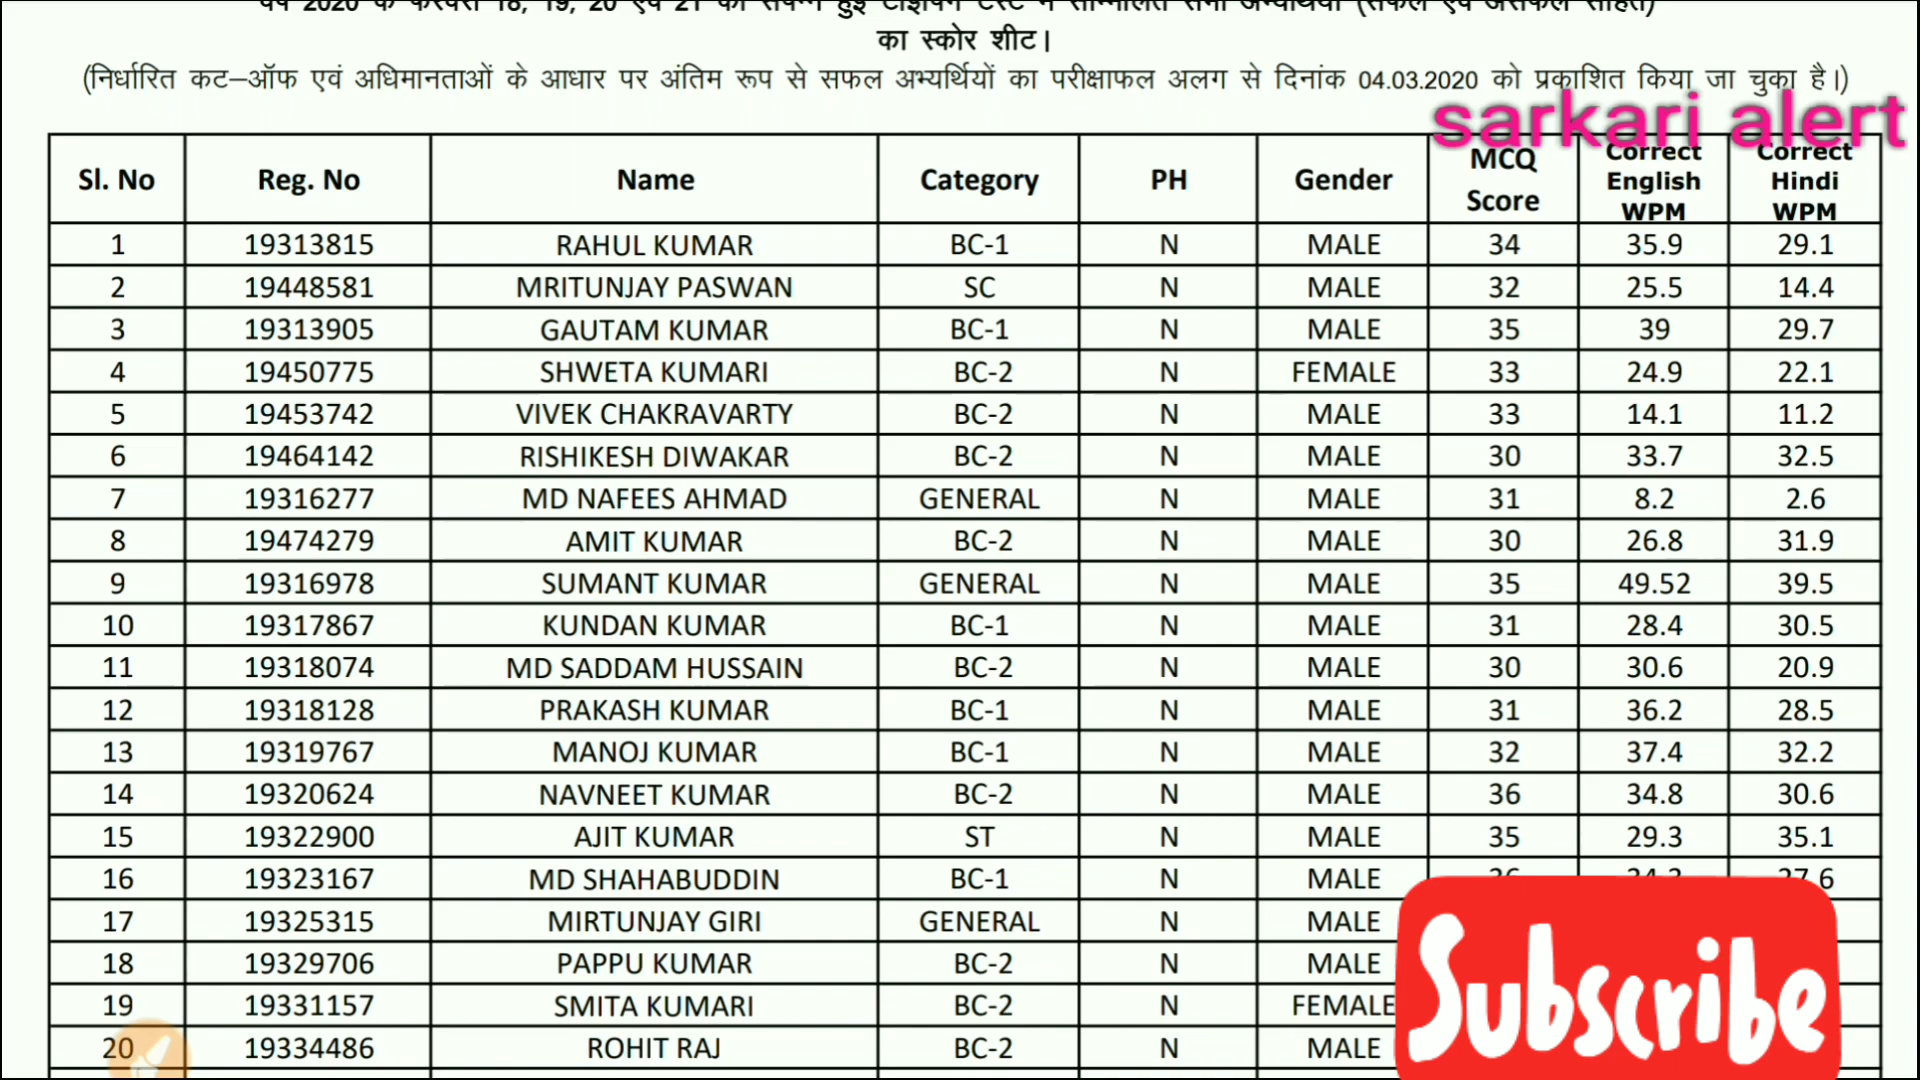 वर्ष 2020 के फरवरी 18, 19, 20 एवं 21 को संपन्न हुई टाइपिंग टेस्ट में सम्मिलित सभी अभ्यर्थियों (सफल एवं असफल सहित)
का स्कोर शीट।
(निर्धारित कट–ऑफ एवं अधिमानताओं के आधार पर अंतिम रूप से सफल अभ्यर्थियों का परीक्षाफल अलग से दिनांक 04.03.2020 को प्रकाशित किया जा चुका है।)
sarkari alert
Sl. No Reg. No Name Category PH Gender MCQ Score Correct English WPM Correct Hindi WPM
1 19313815 RAHUL KUMAR BC-1 N MALE 34 35.9 29.1
2 19448581 MRITUNJAY PASWAN SC N MALE 32 25.5 14.4
3 19313905 GAUTAM KUMAR BC-1 N MALE 35 39 29.7
4 19450775 SHWETA KUMARI BC-2 N FEMALE 33 24.9 22.1
5 19453742 VIVEK CHAKRAVARTY BC-2 N MALE 33 14.1 11.2
6 19464142 RISHIKESH DIWAKAR BC-2 N MALE 30 33.7 32.5
7 19316277 MD NAFEES AHMAD GENERAL N MALE 31 8.2 2.6
8 19474279 AMIT KUMAR BC-2 N MALE 30 26.8 31.9
9 19316978 SUMANT KUMAR GENERAL N MALE 35 49.52 39.5
10 19317867 KUNDAN KUMAR BC-1 N MALE 31 28.4 30.5
11 19318074 MD SADDAM HUSSAIN BC-2 N MALE 30 30.6 20.9
12 19318128 PRAKASH KUMAR BC-1 N MALE 31 36.2 28.5
13 19319767 MANOJ KUMAR BC-1 N MALE 32 37.4 32.2
14 19320624 NAVNEET KUMAR BC-2 N MALE 36 34.8 30.6
15 19322900 AJIT KUMAR ST N MALE 35 29.3 35.1
16 19323167 MD SHAHABUDDIN BC-1 N MALE
17 19325315 MIRTUNJAY GIRI GENERAL N MALE
18 19329706 PAPPU KUMAR BC-2 N MALE
19 19331157 SMITA KUMARI BC-2 N FEMALE
20 19334486 ROHIT RAJ BC-2 N MALE
Subscribe